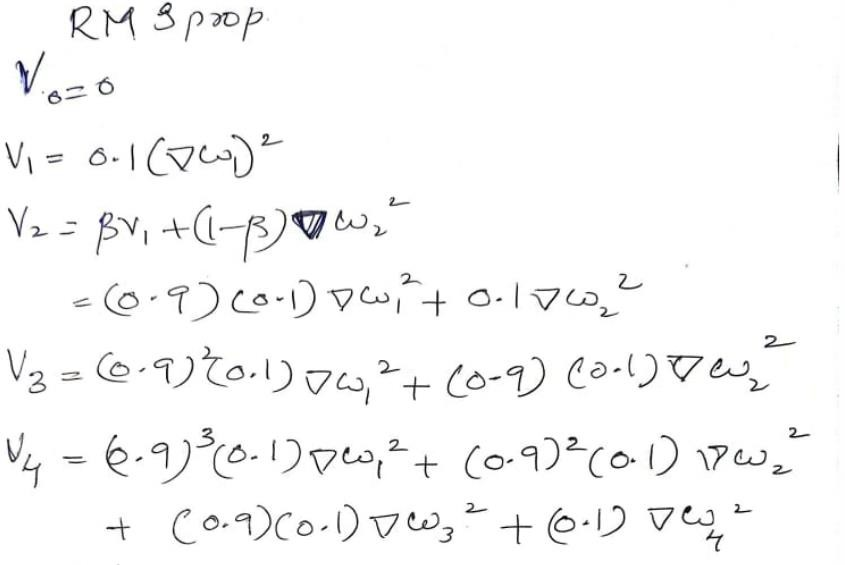 RMSprop
V₀ = 0
V₁ = 0.1(∇ω₁)²
V₂ = βV₁ + (1-β)∇ω₂²
= (0.9)(0.1)∇ω₁² + 0.1∇ω₂²
V₃ = (0.9)²(0.1)∇ω₁² + (0.9)(0.1)∇ω₂²
V₄ = (0.9)³(0.1)∇ω₁² + (0.9)²(0.1)∇ω₂²
+ (0.9)(0.1)∇ω₃² + (0.1)∇ω₄²